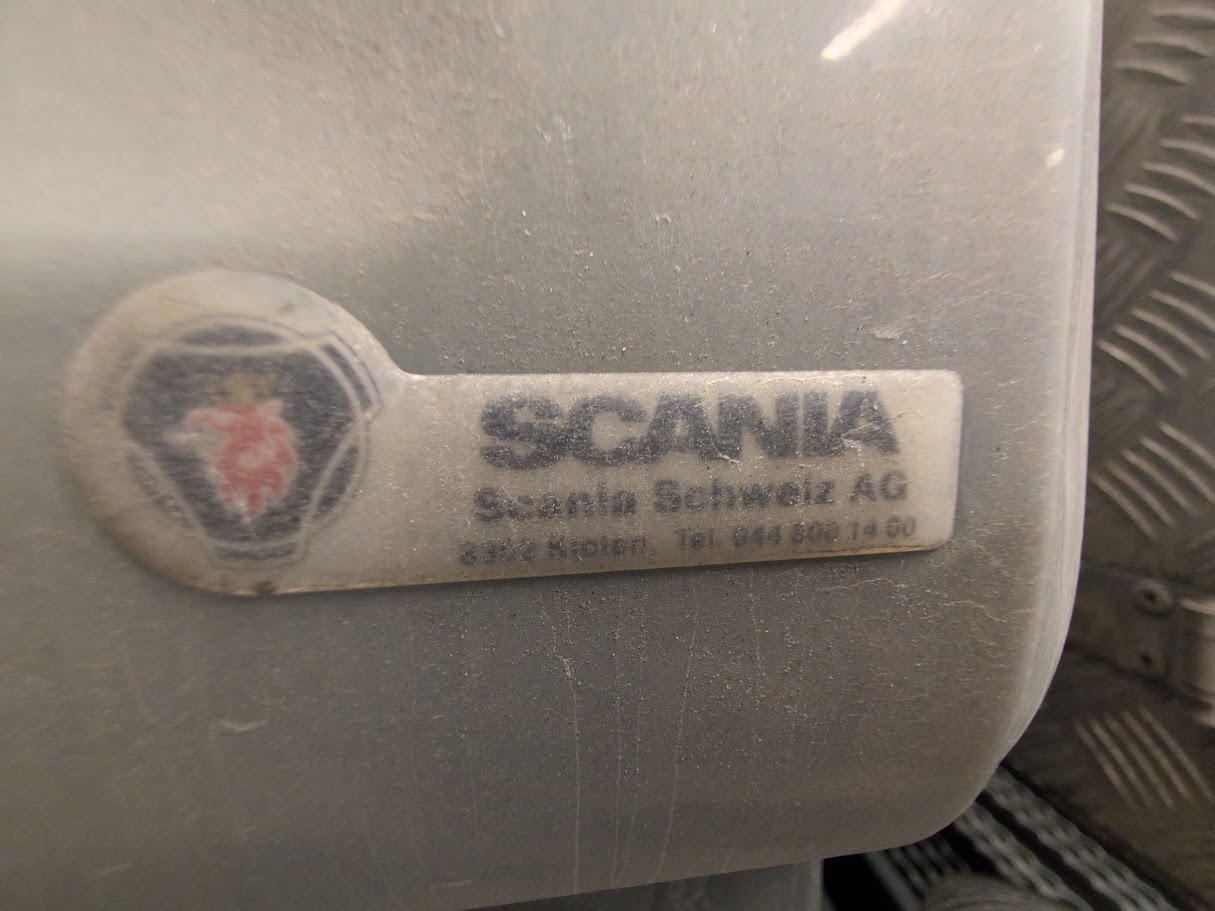 SCANIA
Scania Schweiz AG
8302 Kloten, Tel. 044 800 14 00